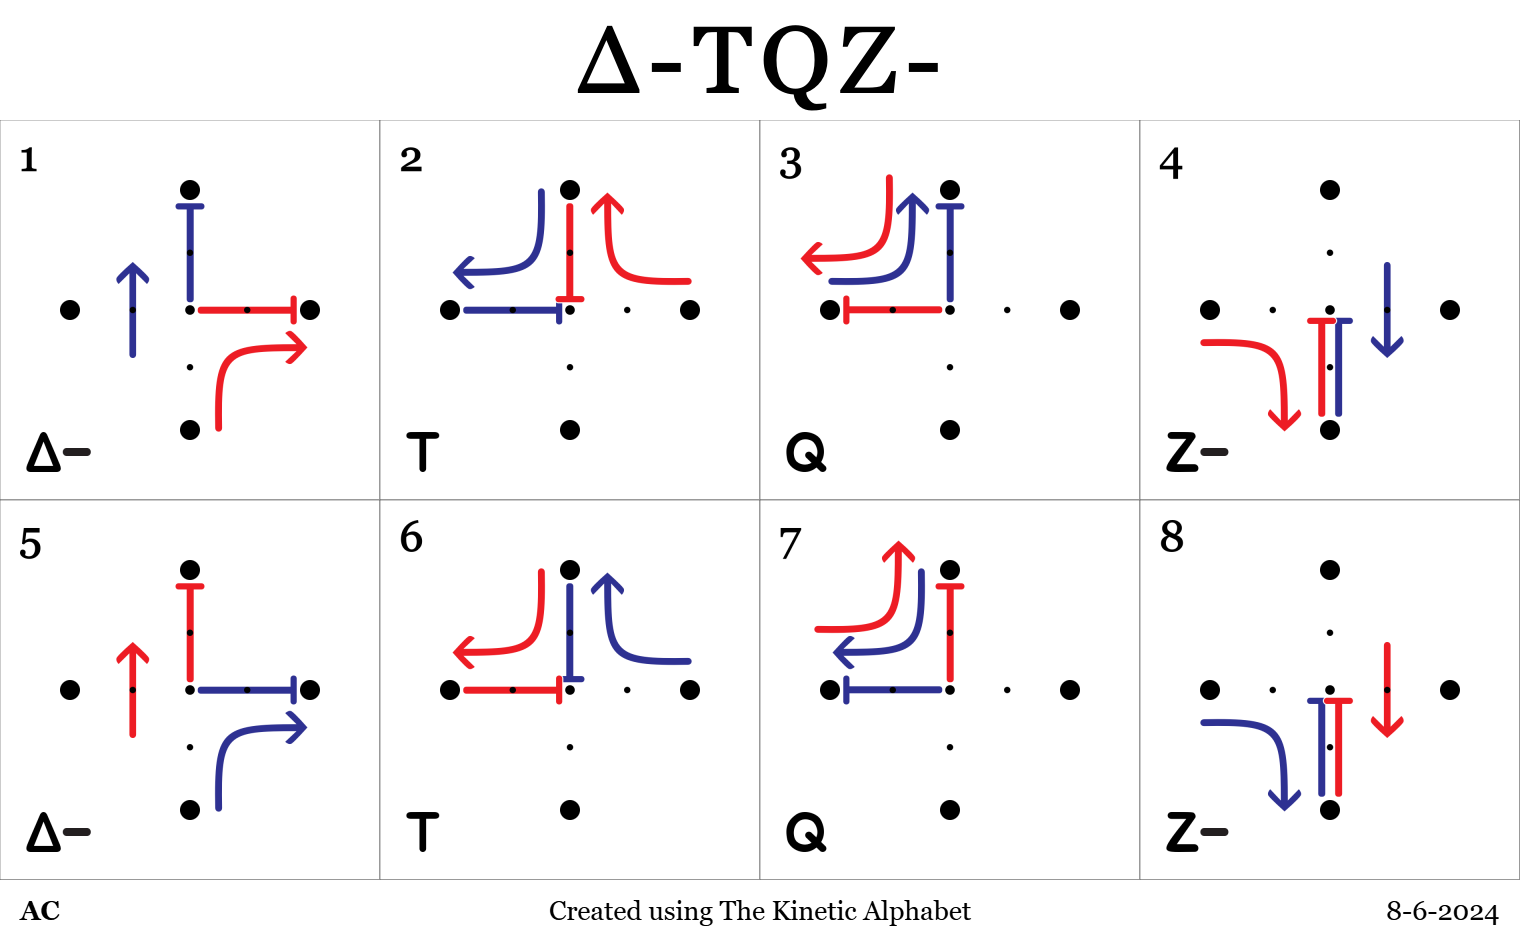 Δ-TQZ-
1 2 3 4
Δ- T Q Z-
5 6 7 8
Δ- T Q Z-
AC Created using The Kinetic Alphabet 8-6-2024